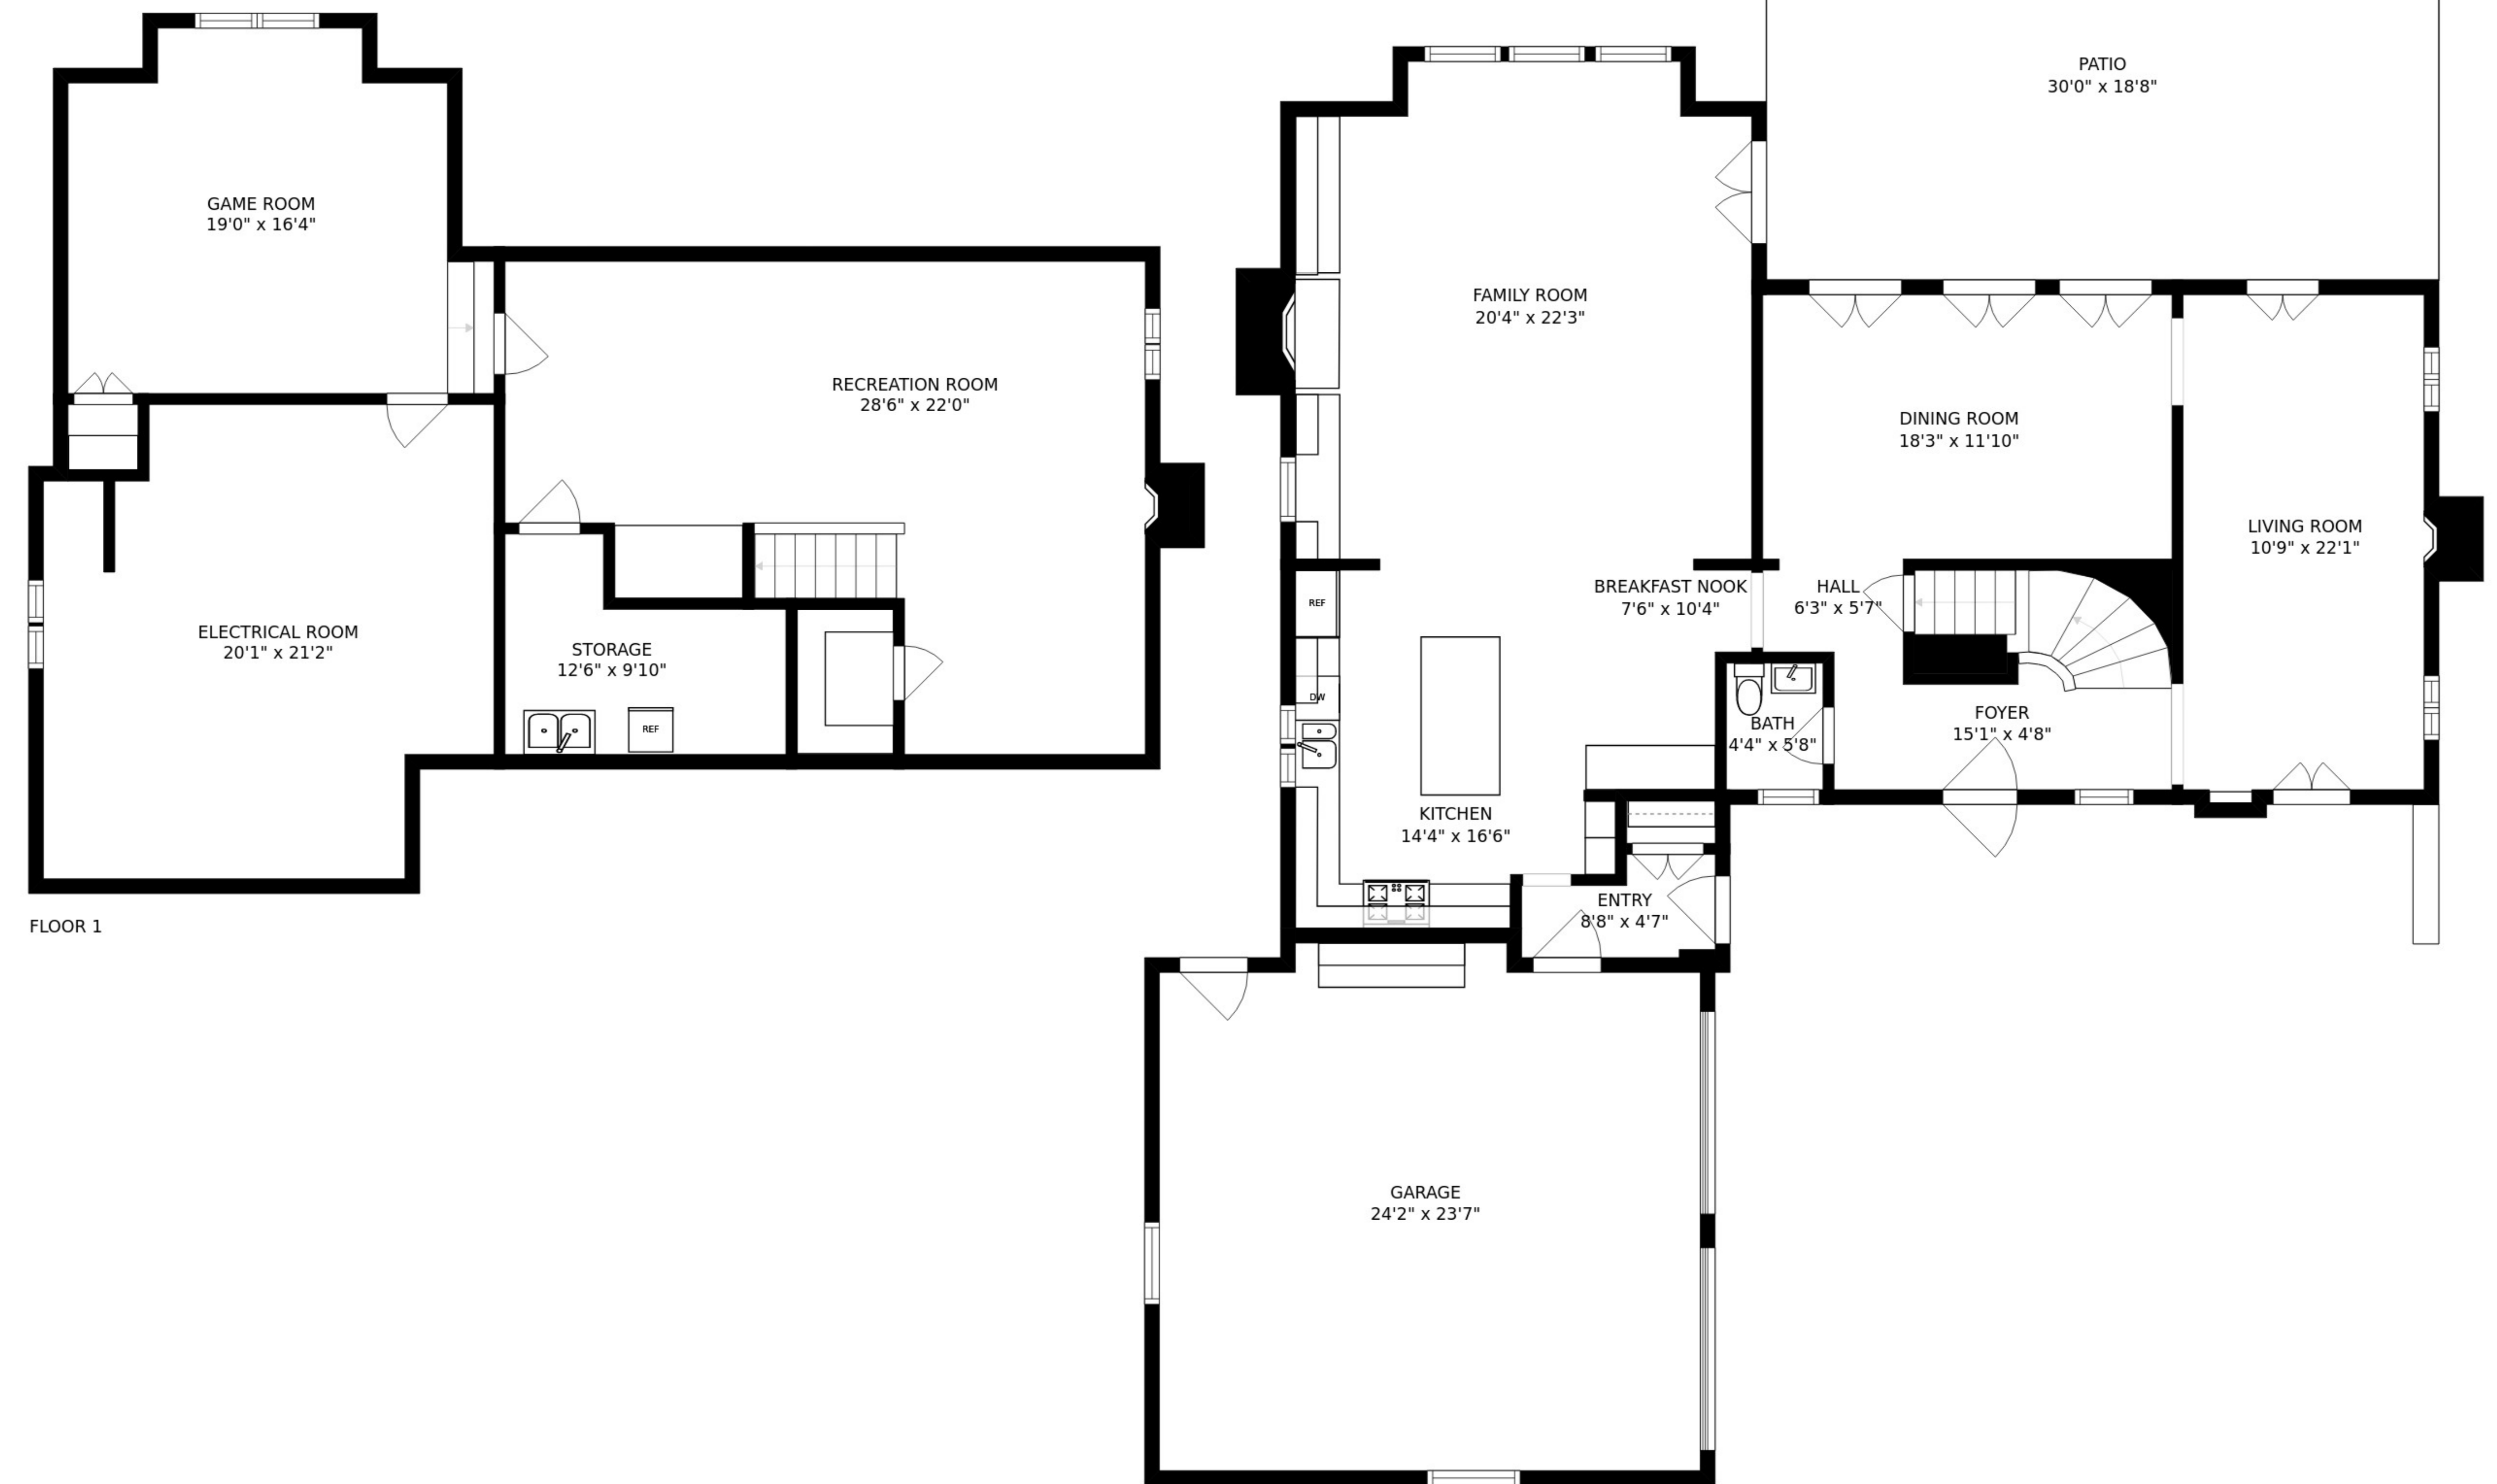 GAME ROOM
19'0" x 16'4"
RECREATION ROOM
28'6" x 22'0"
ELECTRICAL ROOM
20'1" x 21'2"
STORAGE
12'6" x 9'10"
REF
FLOOR 1
PATIO
30'0" x 18'8"
FAMILY ROOM
20'4" x 22'3"
DINING ROOM
18'3" x 11'10"
LIVING ROOM
10'9" x 22'1"
BREAKFAST NOOK
7'6" x 10'4"
HALL
6'3" x 5'7"
REF
DW
BATH
4'4" x 5'8"
FOYER
15'1" x 4'8"
KITCHEN
14'4" x 16'6"
ENTRY
8'8" x 4'7"
GARAGE
24'2" x 23'7"